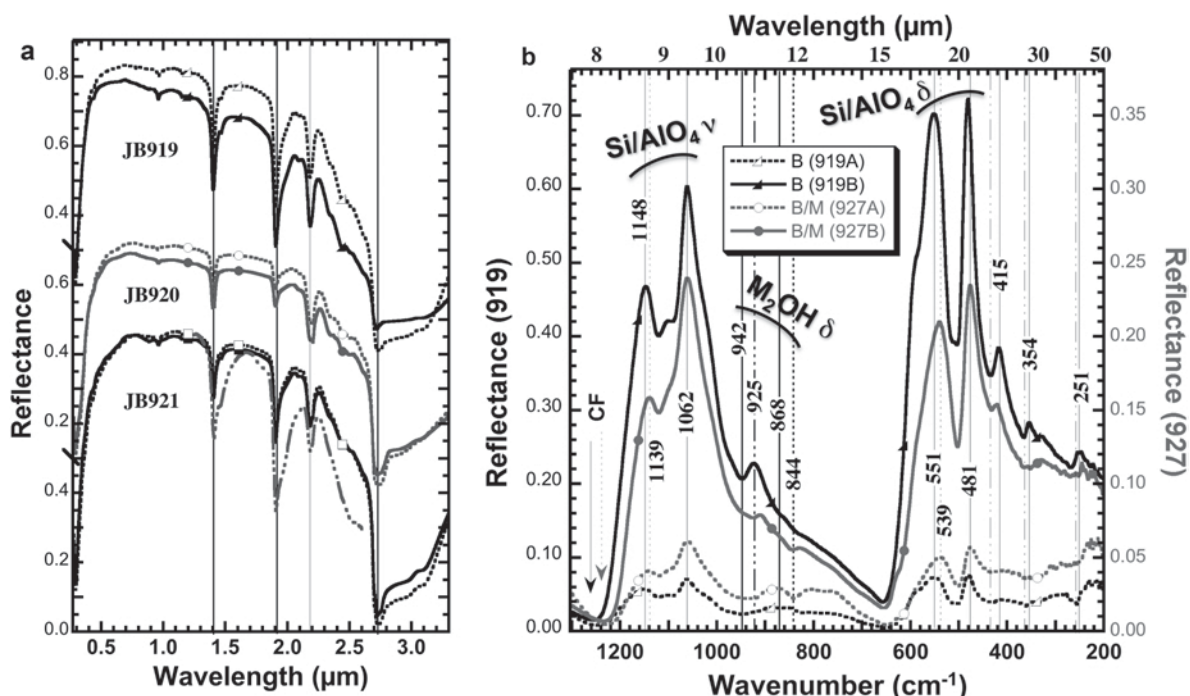 a
Reflectance
0.8
0.6
0.4
0.6
0.4
0.4
0.2
0.4
0.2
0.0
JB919
JB920
JB921
0.5 1.0 1.5 2.0 2.5 3.0
Wavelength (μm)
Wavelength (μm)
b
8 9 10 12 15 20 30 50
Reflectance (919)
0.70
0.60
0.50
0.40
0.30
0.20
0.10
0.00
Si/AlO4 ν
Si/AlO4 δ
B (919A)
B (919B)
B/M (927A)
B/M (927B)
M2OH δ
CF
1148
1139
1062
942
925
868
844
551
539
481
415
354
251
0.35
0.30
0.25
0.20
0.15
0.10
0.05
0.00
Reflectance (927)
1200 1000 800 600 400 200
Wavenumber (cm-1)